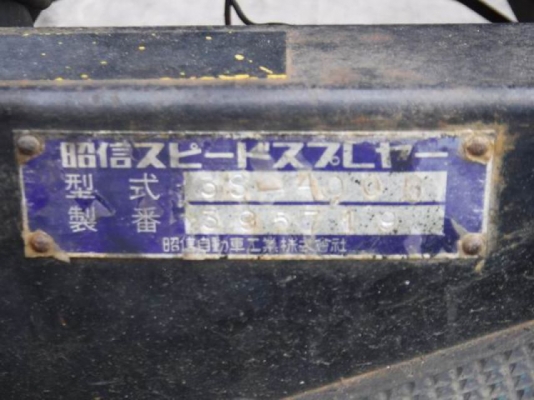 昭信スピードスプレヤー
型式
製番 395719
昭信自動車工業株式会社